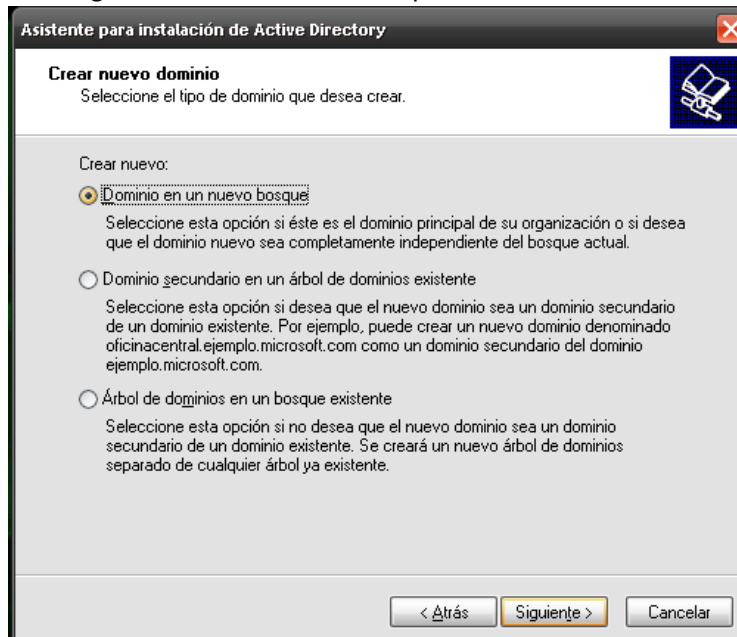 Asistente para instalación de Active Directory
Crear nuevo dominio
Seleccione el tipo de dominio que desea crear.
Crear nuevo:
Dominio en un nuevo bosque
Seleccione esta opción si éste es el dominio principal de su organización o si desea
que el dominio nuevo sea completamente independiente del bosque actual.
Dominio secundario en un árbol de dominios existente
Seleccione esta opción si desea que el nuevo dominio sea un dominio secundario
de un dominio existente. Por ejemplo, puede crear un nuevo dominio denominado
oficinacentral.ejemplo.microsoft.com como un dominio secundario del dominio
ejemplo.microsoft.com.
Árbol de dominios en un bosque existente
Seleccione esta opción si no desea que el nuevo dominio sea un dominio
secundario de un dominio existente. Se creará un nuevo árbol de dominios
separado de cualquier árbol ya existente.
< Atrás Siguiente > Cancelar